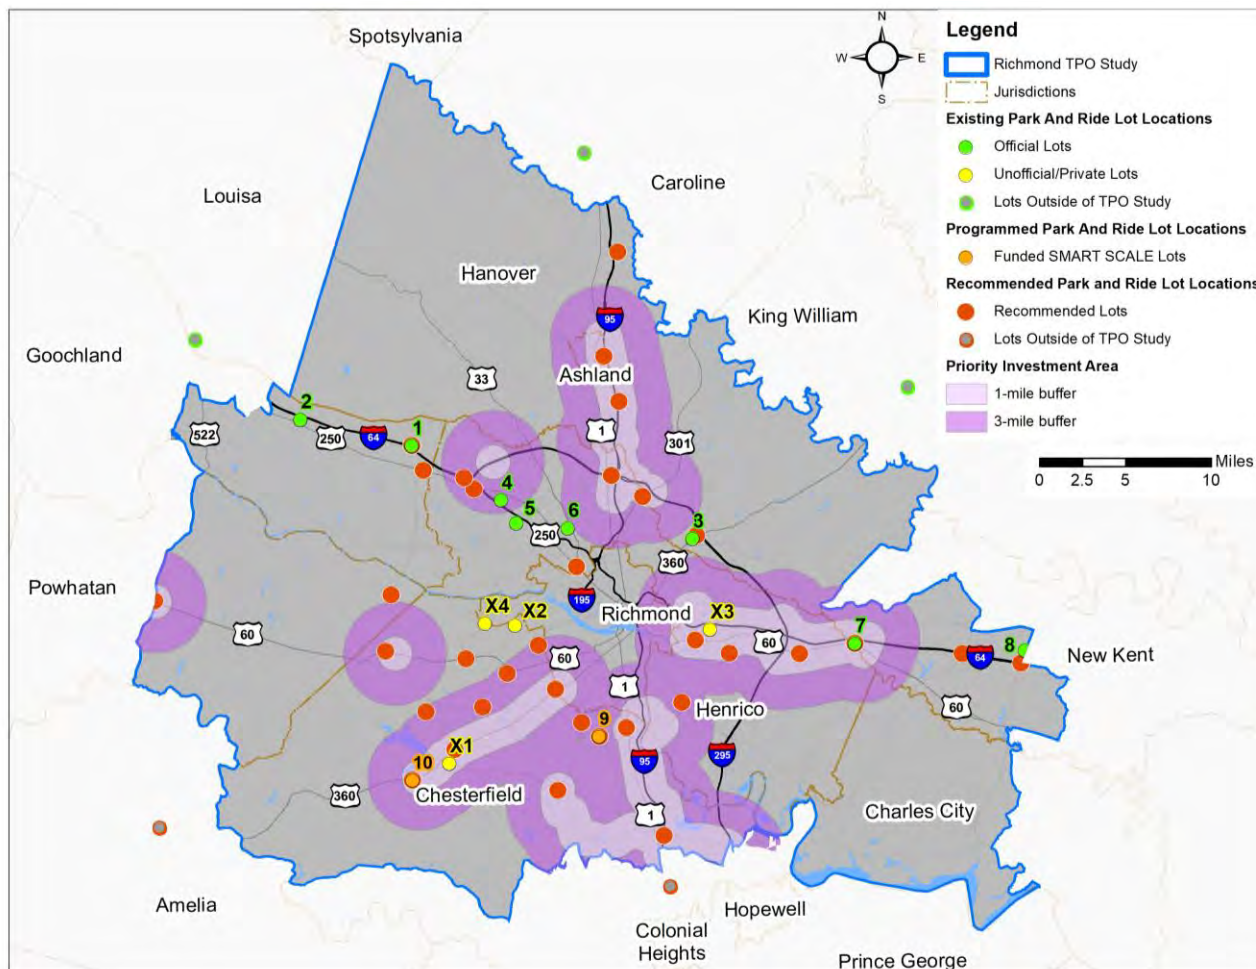 Spotsylvania
Louisa
Caroline
Hanover
King William
Goochland
Ashland
Powhatan
Richmond
New Kent
Henrico
Chesterfield
Charles City
Amelia
Hopewell
Colonial
Heights
Prince George
N
W
E
S
95
33
1
301
2
1
522
250
64
4
5
6
250
3
360
195
X4
X2
X3
60
60
60
7
8
64
60
1
9
X1
10
95
295
360
1
Legend
Richmond TPO Study
Jurisdictions
Existing Park And Ride Lot Locations
Official Lots
Unofficial/Private Lots
Lots Outside of TPO Study
Programmed Park And Ride Lot Locations
Funded SMART SCALE Lots
Recommended Park and Ride Lot Locations
Recommended Lots
Lots Outside of TPO Study
Priority Investment Area
1-mile buffer
3-mile buffer
Miles
0 2.5 5 10